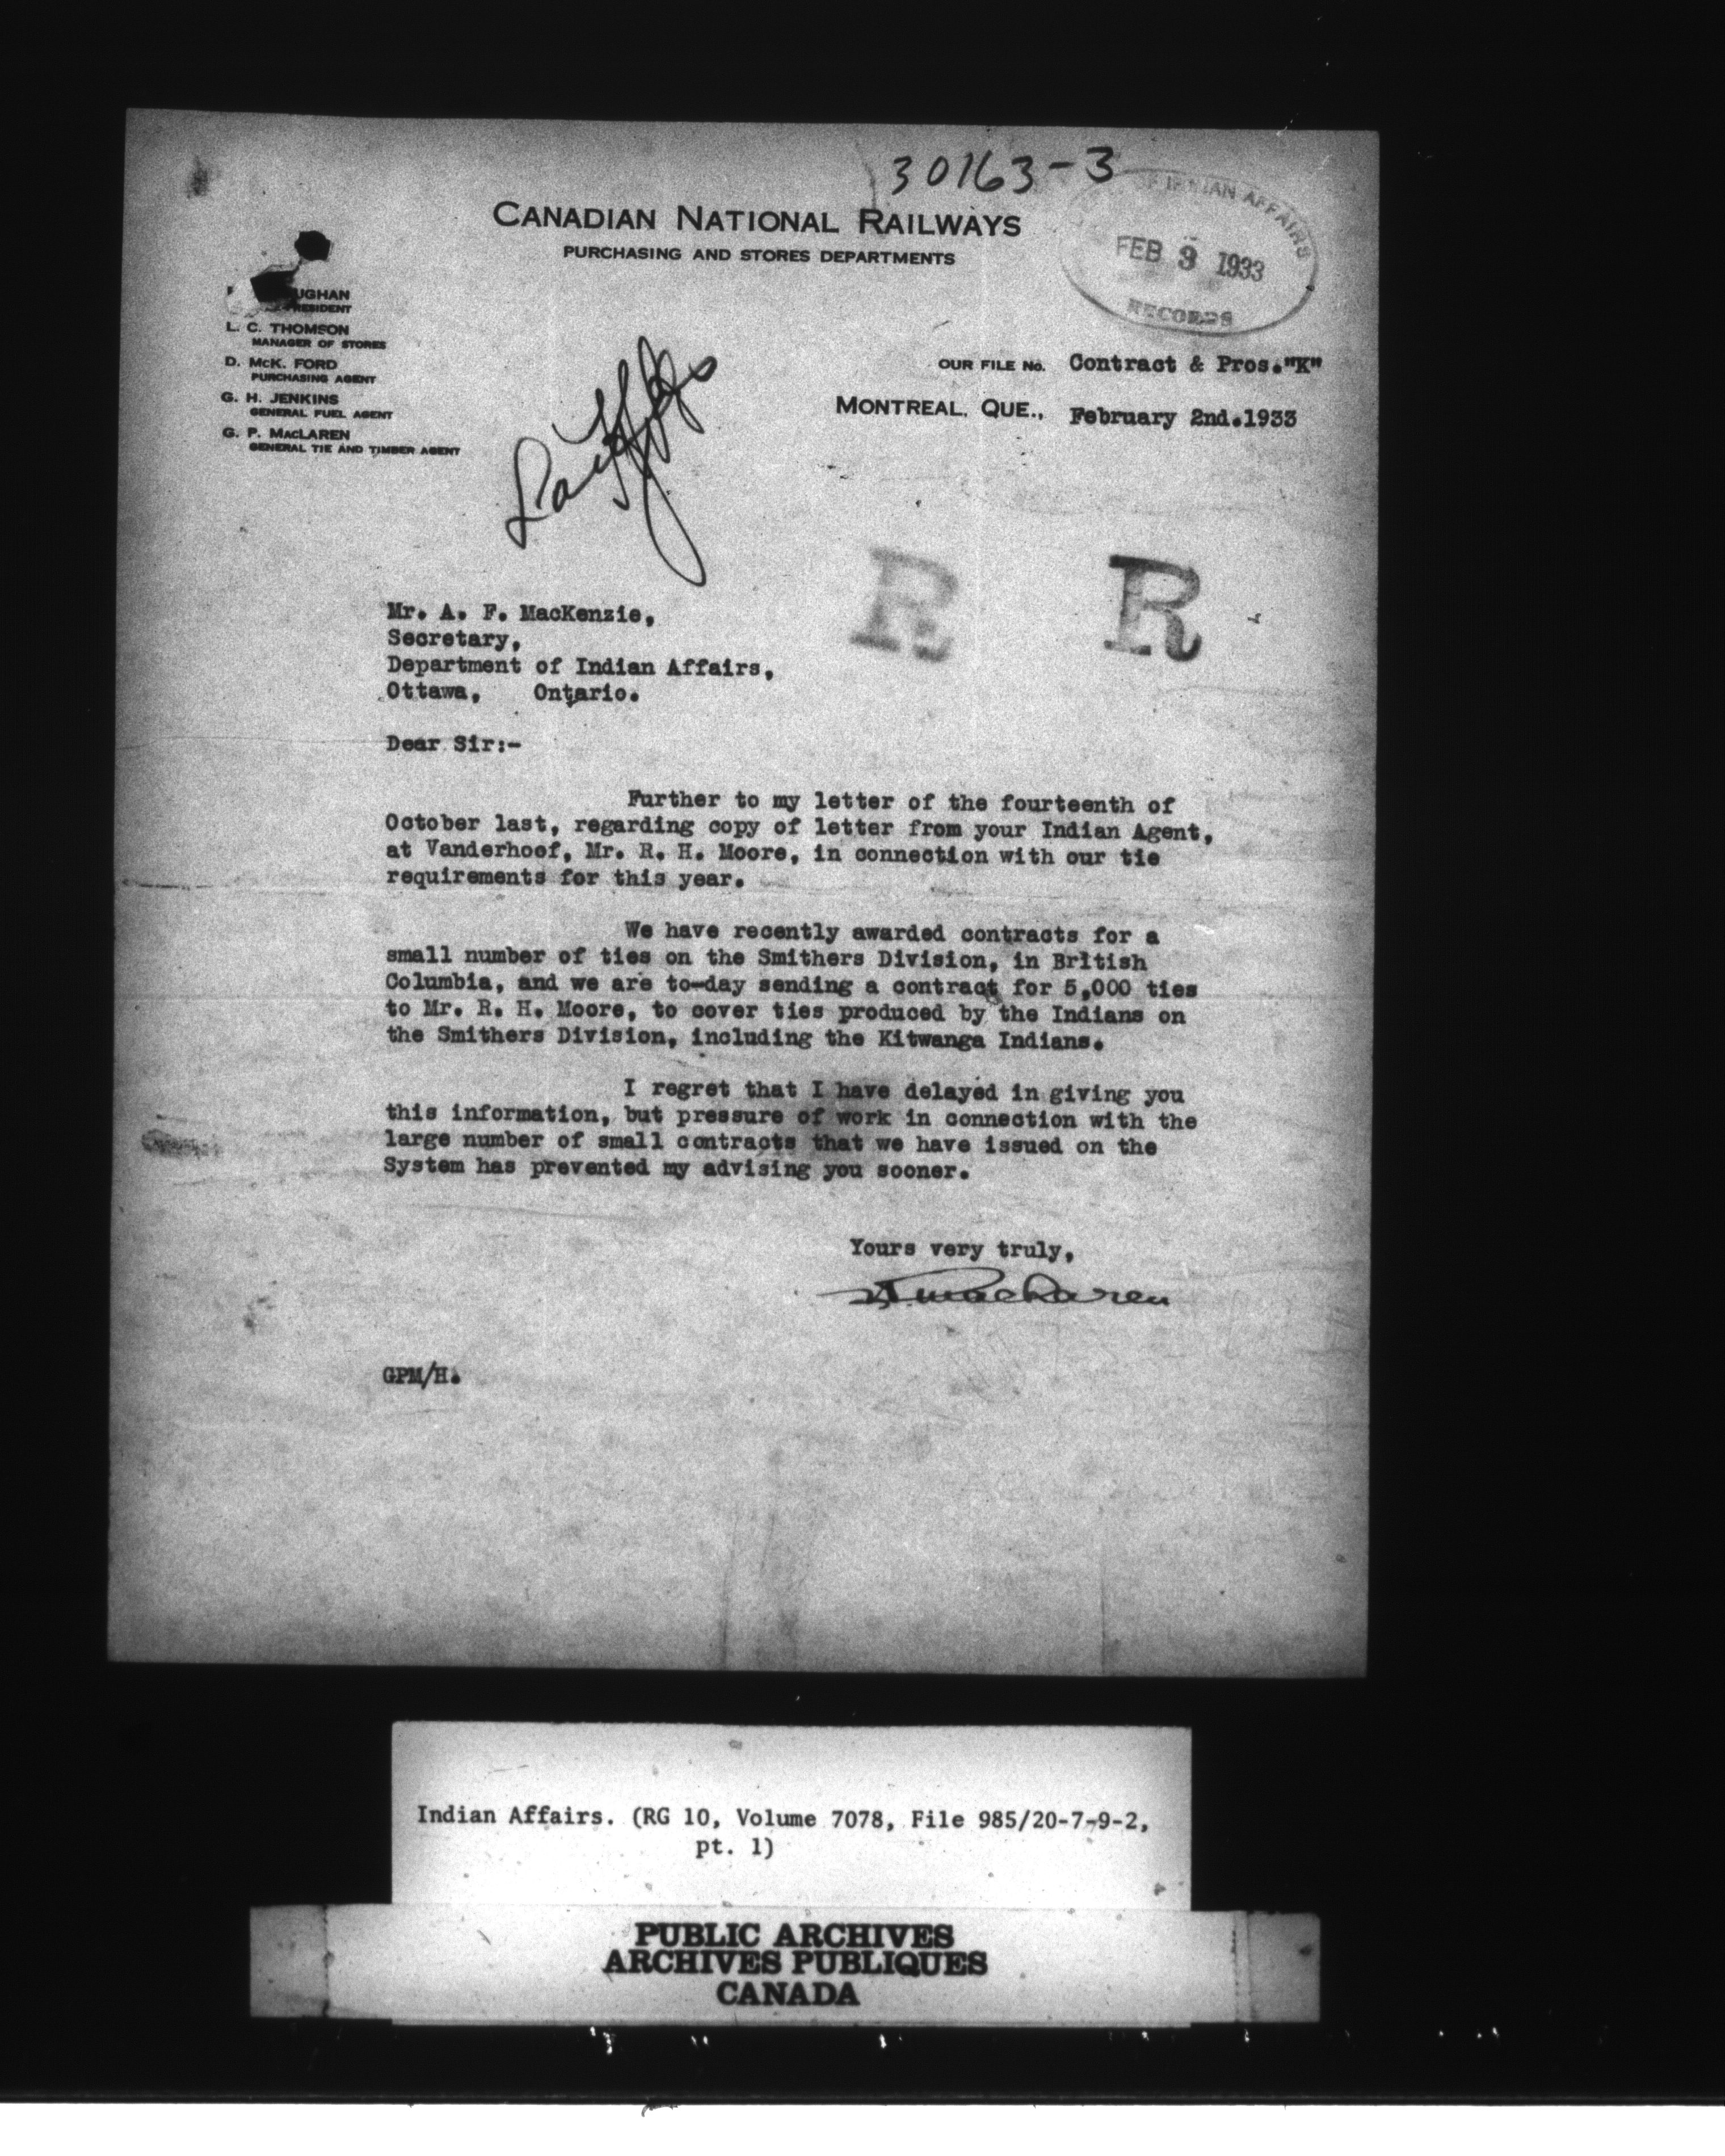 30163-3
CANADIAN NATIONAL RAILWAYS
PURCHASING AND STORES DEPARTMENTS
INDIAN AFFAIRS
FEB 3 1933
RECORDS
UGHAN
RESIDENT
L. C. THOMSON
MANAGER OF STORES
D. McK. FORD
PURCHASING AGENT
G. H. JENKINS
GENERAL FUEL AGENT
G. P. MacLAREN
GENERAL TIE AND TIMBER AGENT
OUR FILE No. Contract & Pros."K"
MONTREAL, QUE., February 2nd.1933
R R
Mr. A. F. MacKenzie,
Secretary,
Department of Indian Affairs,
Ottawa, Ontario.
Dear Sir:-
Further to my letter of the fourteenth of
October last, regarding copy of letter from your Indian Agent,
at Vanderhoof, Mr. R. H. Moore, in connection with our tie
requirements for this year.
We have recently awarded contracts for a
small number of ties on the Smithers Division, in British
Columbia, and we are to-day sending a contract for 5,000 ties
to Mr. R. H. Moore, to cover ties produced by the Indians on
the Smithers Division, including the Kitwanga Indians.
I regret that I have delayed in giving you
this information, but pressure of work in connection with the
large number of small contracts that we have issued on the
System has prevented my advising you sooner.
Yours very truly,
MacLaren
GPM/H.
Indian Affairs. (RG 10, Volume 7078, File 985/20-7-9-2,
pt. 1)
PUBLIC ARCHIVES
ARCHIVES PUBLIQUES
CANADA